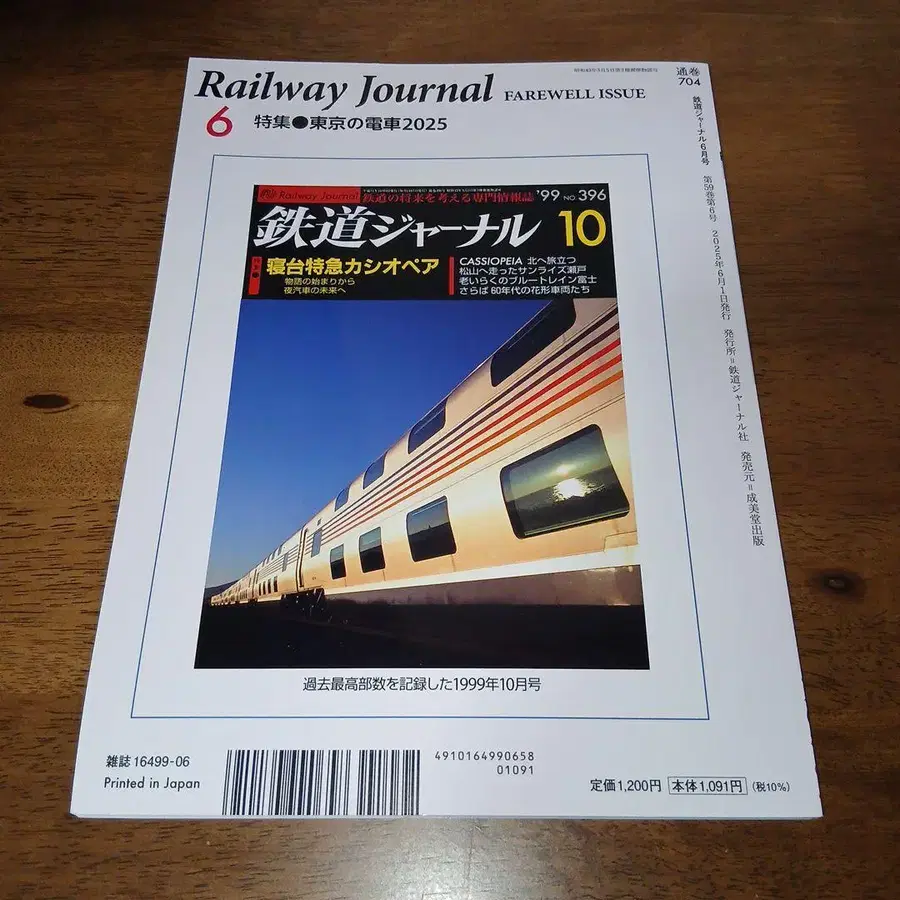 Railway Journal FAREWELL ISSUE
6 特集●東京の電車2025
通巻
704
鉄道ジャーナル6月号 第59巻第6号 2025年6月1日発行 発行所=鉄道ジャーナル社 発売元=成美堂出版
Railway Journal 鉄道の将来を考える専門情報誌 '99 NO.396
鉄道ジャーナル 10
寝台特急カシオペア
物語の始まりから
夜汽車の未来へ
CASSIOPEIA 北へ旅立つ
松山へ走ったサンライズ瀬戸
老いらくのブルートレイン富士
さらば 60年代の花形車両たち
過去最高部数を記録した1999年10月号
雑誌 16499-06
Printed in Japan
4910164990658
01091
定価1,200円 本体1,091円 (税10%)